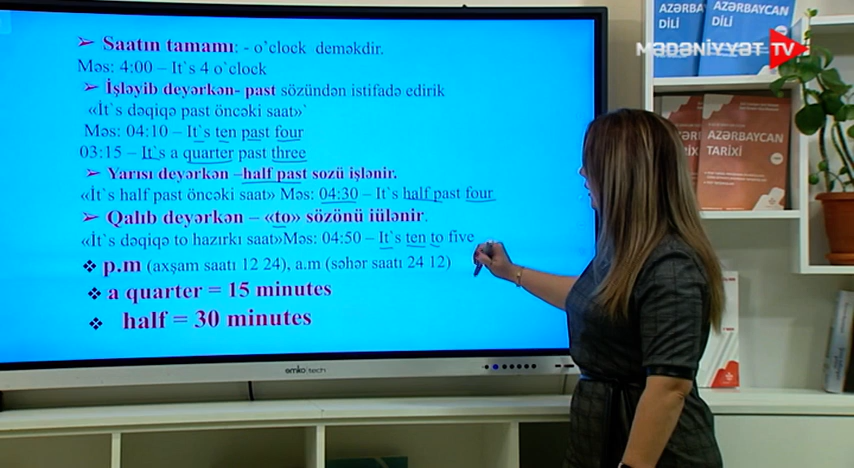 ➢ Saatın tamamı: - o'clock deməkdir.
Məs: 4:00 – It`s 4 o`clock
➢ İşləyib deyərkən- past sözündən istifadə edirik
«İt`s dəqiqə past öncəki saat»`
Məs: 04:10 – It`s ten past four
03:15 – It`s a quarter past three
➢ Yarısı deyərkən –half past sozü işlənir.
«İt`s half past öncəki saat» Məs: 04:30 – It`s half past four
➢ Qalıb deyərkən – «to» sözünü iülənir.
«İt`s dəqiqə to hazırkı saat»Məs: 04:50 – It`s ten to five
❖ p.m (axşam saatı 12 24), a.m (səhər saatı 24 12)
❖ a quarter = 15 minutes
❖ half = 30 minutes
emko tech
AZƏRBAYCAN DİLİ
AZƏRBAYCAN DİLİ
MƏDƏNİYYƏT TV
AZƏRBAYCAN TARİXİ